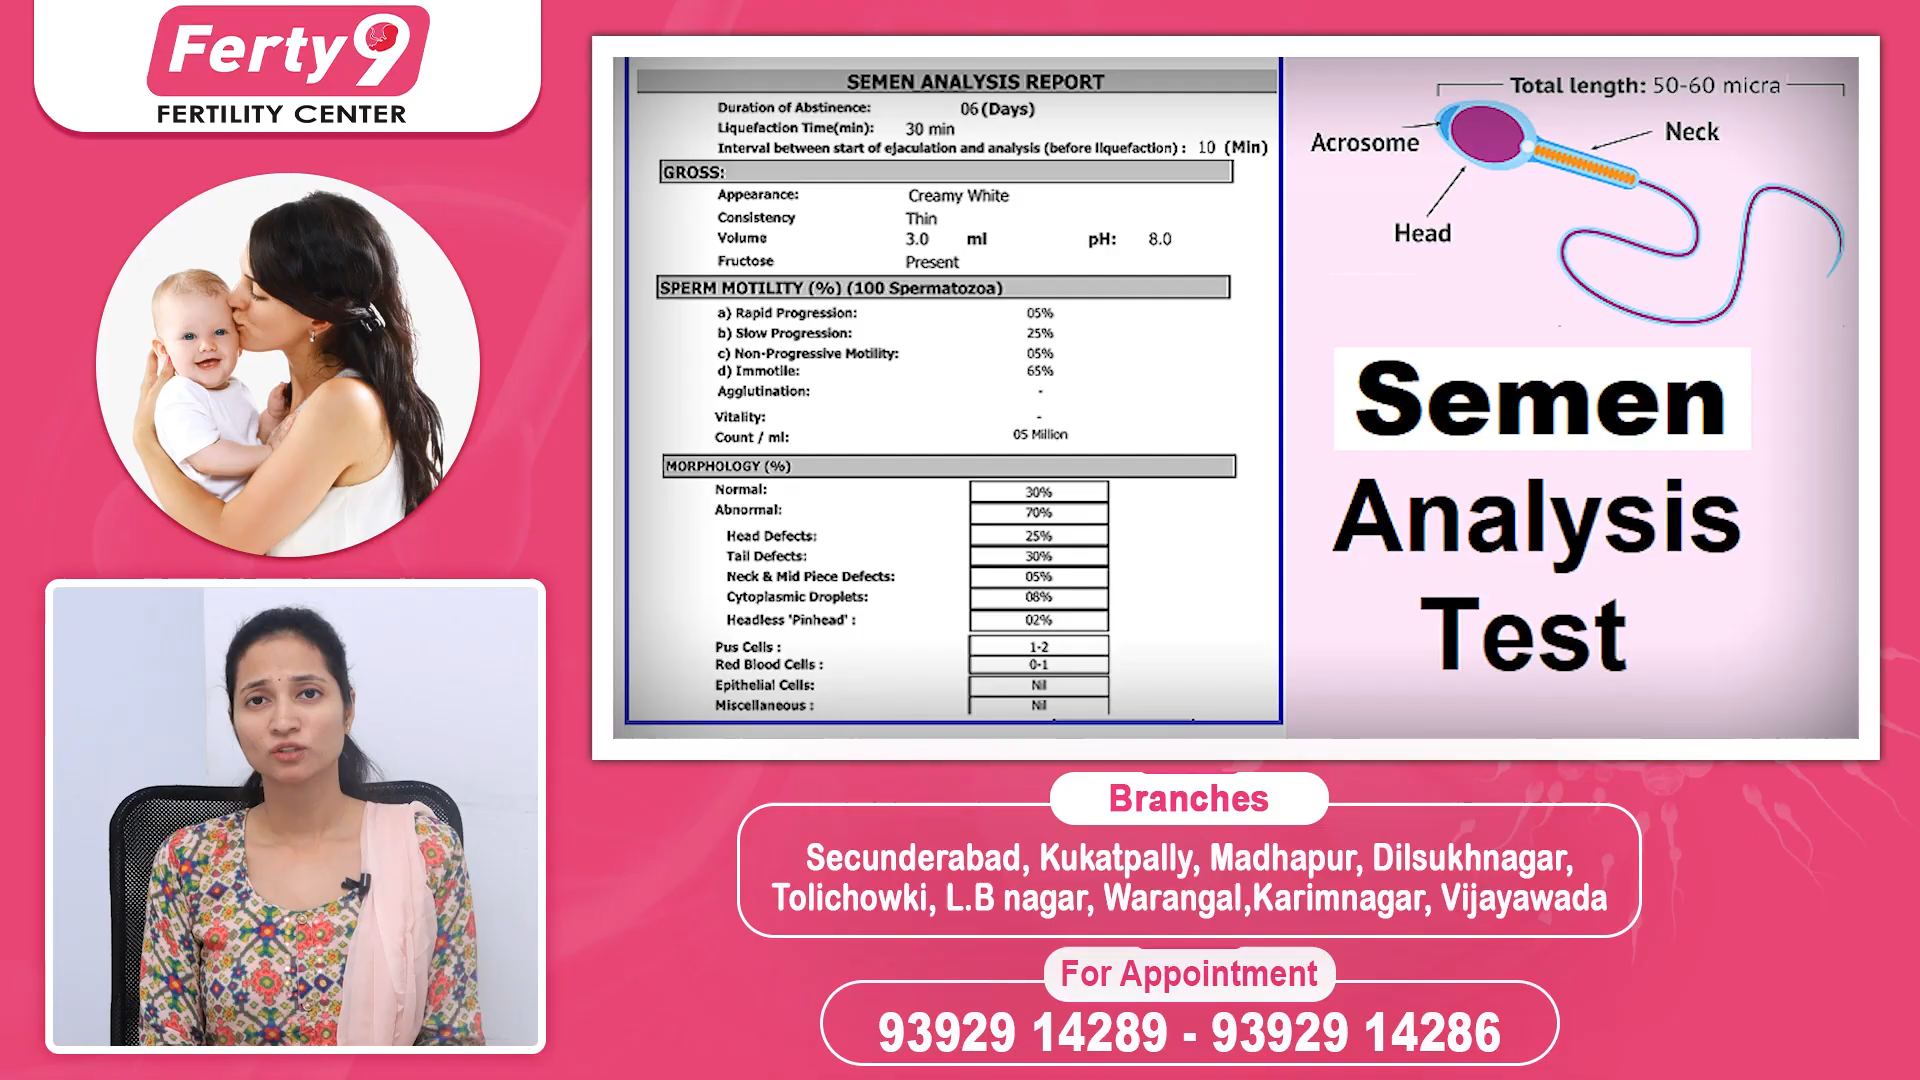 Ferty9
FERTILITY CENTER
SEMEN ANALYSIS REPORT
Duration of Abstinence: 06 (Days)
Liquefaction Time(min): 30 min
Interval between start of ejaculation and analysis (before liquefaction) : 10 (Min)
GROSS:
Appearance: Creamy White
Consistency Thin
Volume 3.0 ml pH: 8.0
Fructose Present
SPERM MOTILITY (%) (100 Spermatozoa)
a) Rapid Progression: 05%
b) Slow Progression: 25%
c) Non-Progressive Motility: 05%
d) Immotile: 65%
Agglutination: -
Vitality: -
Count / ml: 05 Million
MORPHOLOGY (%)
Normal: 30%
Abnormal: 70%
Head Defects: 25%
Tail Defects: 30%
Neck & Mid Piece Defects: 05%
Cytoplasmic Droplets: 08%
Headless 'Pinhead' : 02%
Pus Cells : 1-2
Red Blood Cells : 0-1
Epithelial Cells: Nil
Miscellaneous : Nil
Total length: 50-60 micra
Acrosome
Neck
Head
Semen
Analysis
Test
Branches
Secunderabad, Kukatpally, Madhapur, Dilsukhnagar,
Tolichowki, L.B nagar, Warangal,Karimnagar, Vijayawada
For Appointment
93929 14289 - 93929 14286